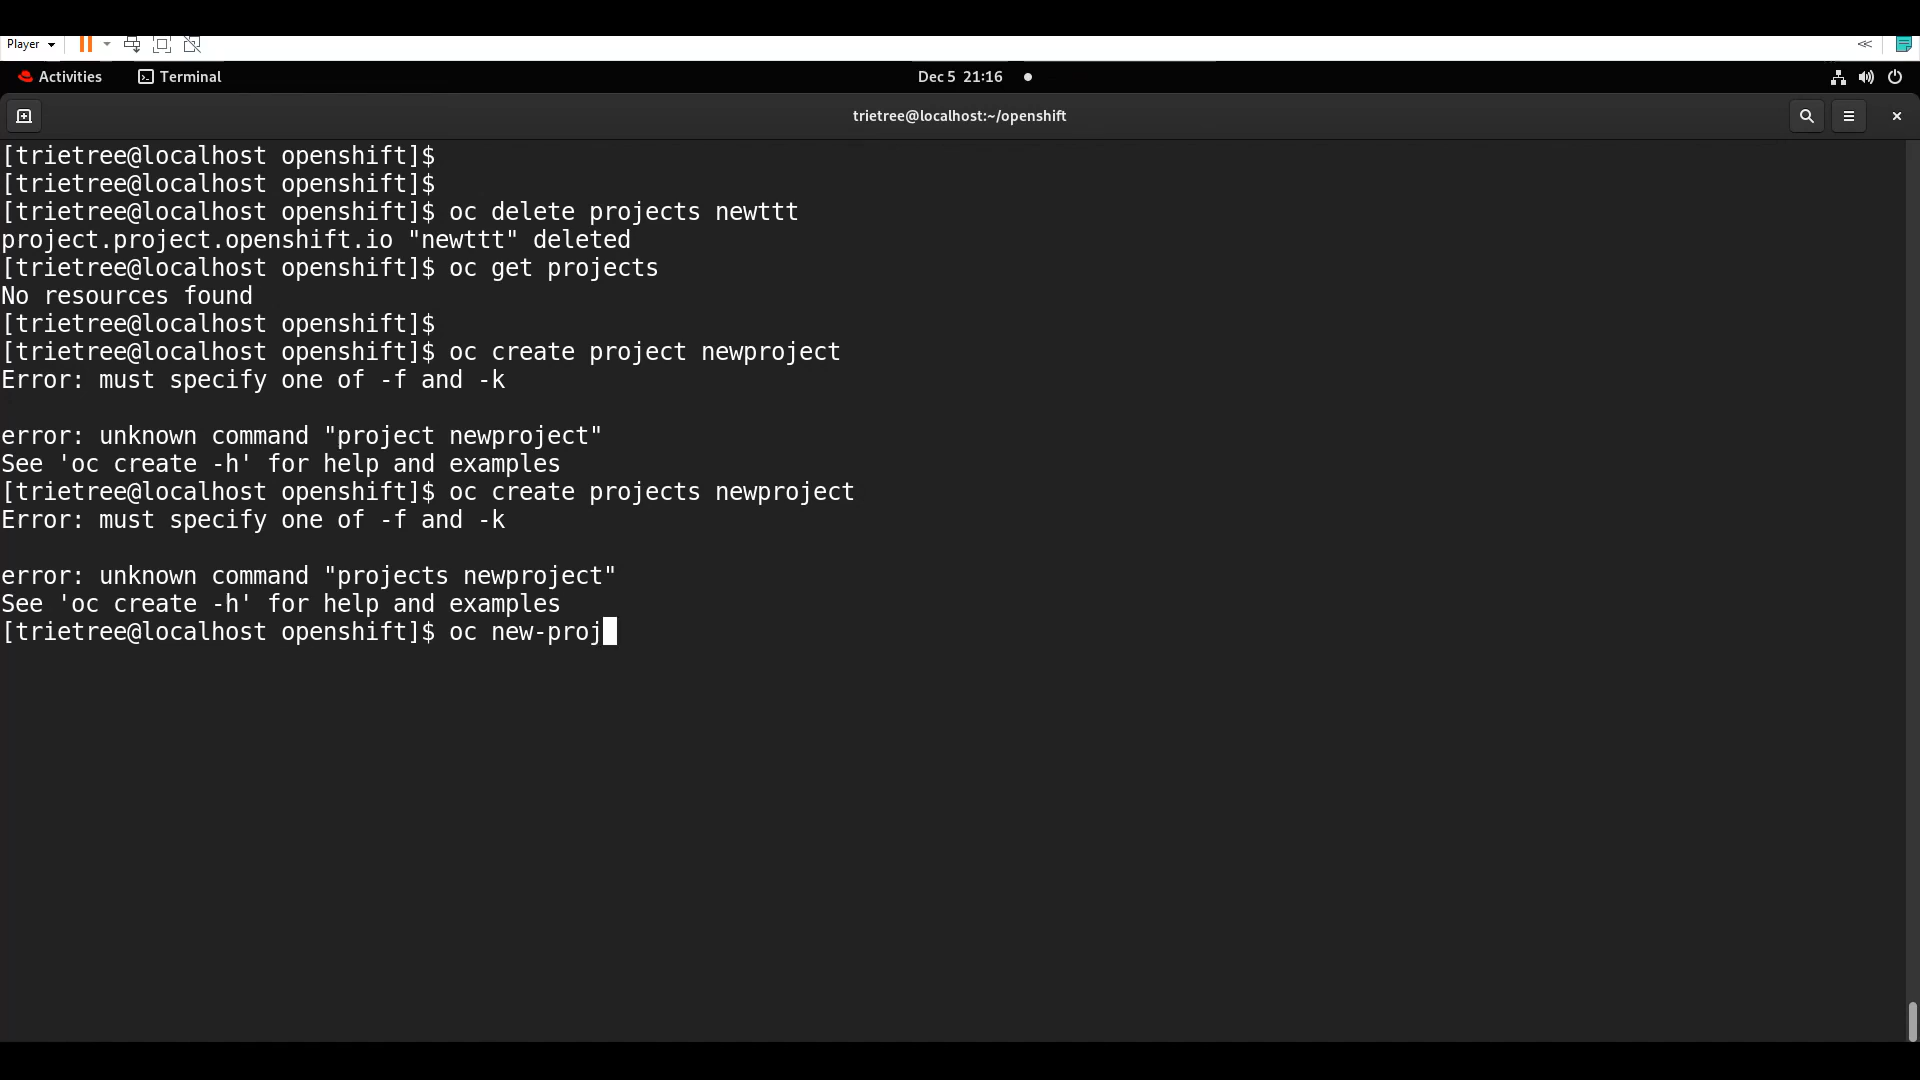 Player
Activities Terminal Dec 5 21:16
trietree@localhost:~/openshift
[trietree@localhost openshift]$
[trietree@localhost openshift]$
[trietree@localhost openshift]$ oc delete projects newttt
project.project.openshift.io "newttt" deleted
[trietree@localhost openshift]$ oc get projects
No resources found
[trietree@localhost openshift]$
[trietree@localhost openshift]$ oc create project newproject
Error: must specify one of -f and -k
error: unknown command "project newproject"
See 'oc create -h' for help and examples
[trietree@localhost openshift]$ oc create projects newproject
Error: must specify one of -f and -k
error: unknown command "projects newproject"
See 'oc create -h' for help and examples
[trietree@localhost openshift]$ oc new-proj